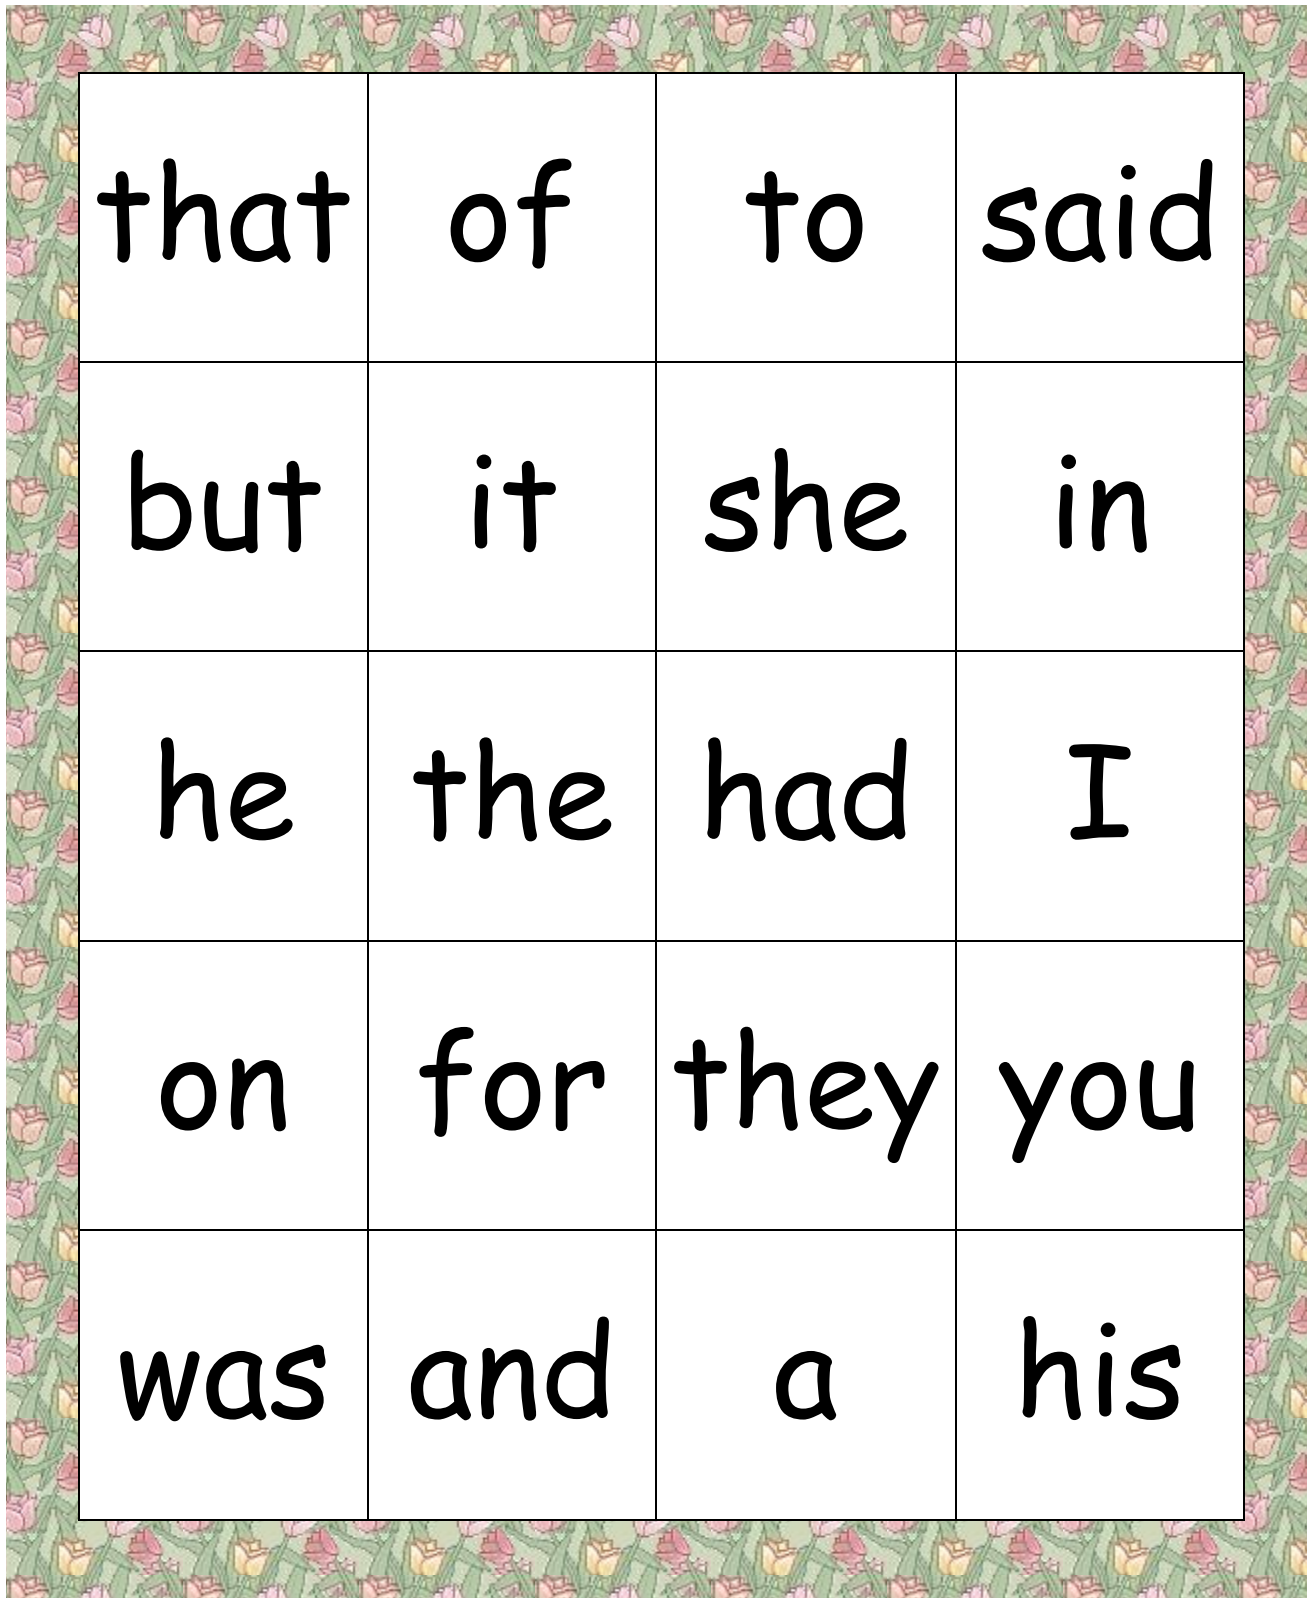 that of to said
but it she in
he the had I
on for they you
was and a his